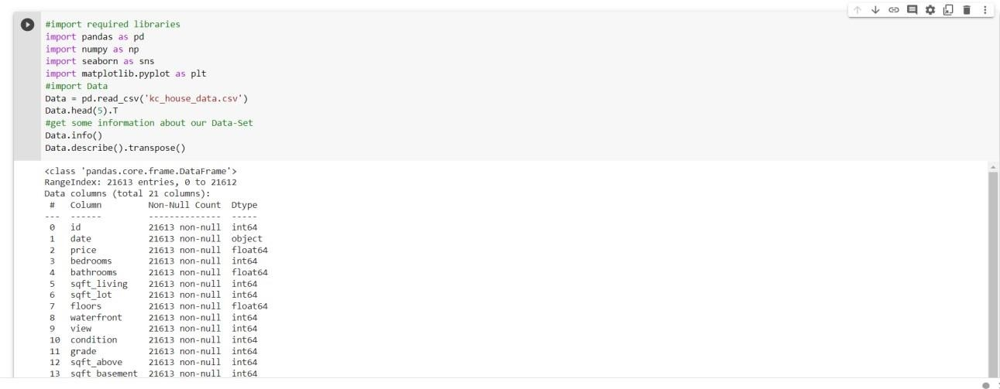 #import required libraries
import pandas as pd
import numpy as np
import seaborn as sns
import matplotlib.pyplot as plt
#import Data
Data = pd.read_csv('kc_house_data.csv')
Data.head(5).T
#get some information about our Data-Set
Data.info()
Data.describe().transpose()
<class 'pandas.core.frame.DataFrame'>
RangeIndex: 21613 entries, 0 to 21612
Data columns (total 21 columns):
 #   Column         Non-Null Count  Dtype
---  ------         --------------  -----
 0   id             21613 non-null  int64
 1   date           21613 non-null  object
 2   price          21613 non-null  float64
 3   bedrooms       21613 non-null  int64
 4   bathrooms      21613 non-null  float64
 5   sqft_living    21613 non-null  int64
 6   sqft_lot       21613 non-null  int64
 7   floors         21613 non-null  float64
 8   waterfront     21613 non-null  int64
 9   view           21613 non-null  int64
 10  condition      21613 non-null  int64
 11  grade          21613 non-null  int64
 12  sqft_above     21613 non-null  int64
 13  sqft_basement  21613 non-null  int64